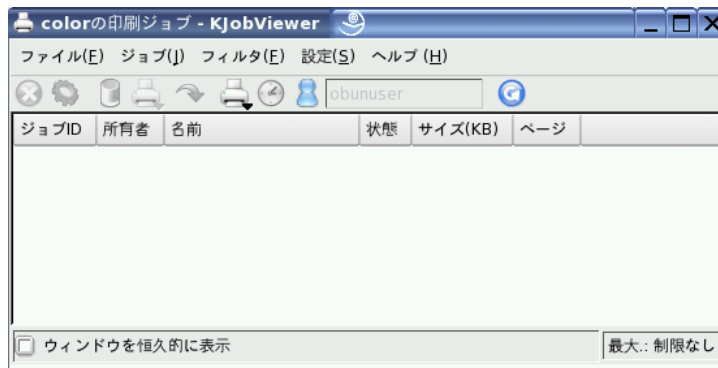 colorの印刷ジョブ - KJobViewer
ファイル(F) ジョブ(J) フィルタ(F) 設定(S) ヘルプ (H)
obunuser
ジョブID 所有者 名前 状態 サイズ(KB) ページ
ウィンドウを恒久的に表示 最大.: 制限なし